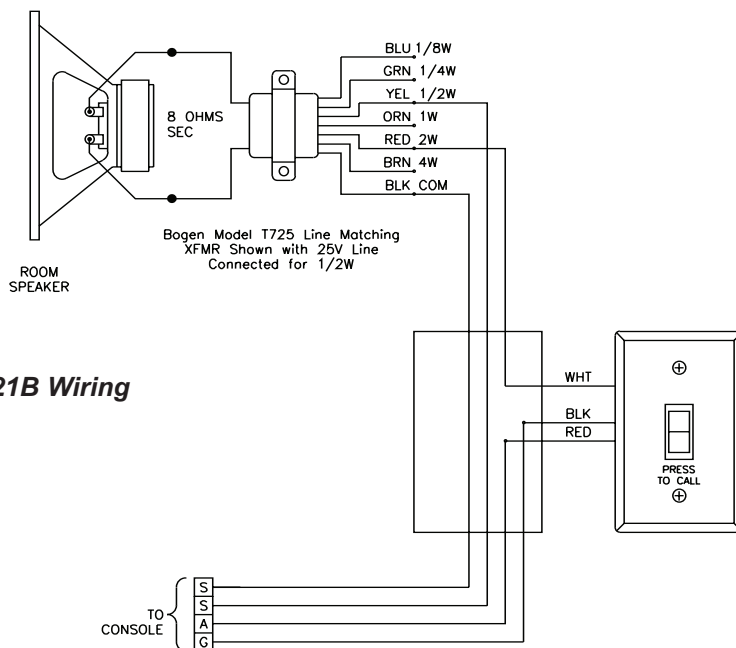 BLU 1/8W
GRN 1/4W
YEL 1/2W
ORN 1W
RED 2W
BRN 4W
BLK COM
8 OHMS
SEC
Bogen Model T725 Line Matching
XFMR Shown with 25V Line
Connected for 1/2W
ROOM
SPEAKER
21B Wiring
WHT
BLK
RED
PRESS
TO CALL
TO
CONSOLE
S
S
A
G